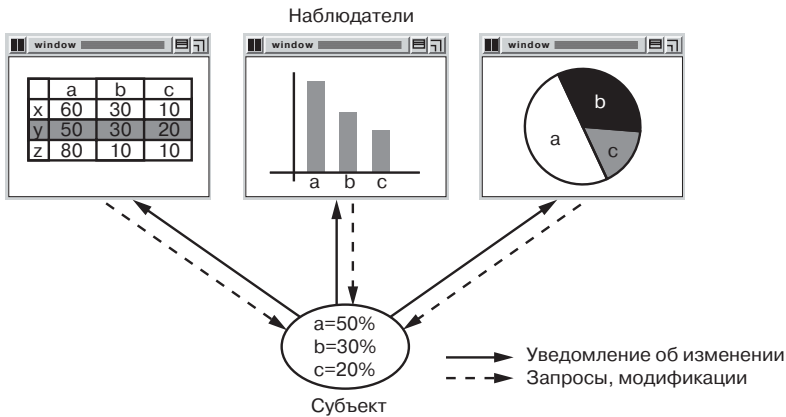 Наблюдатели
window
window
window
a b c
x 60 30 10
y 50 30 20
z 80 10 10
a b c
a
b
c
a=50%
b=30%
c=20%
Субъект
Уведомление об изменении
Запросы, модификации